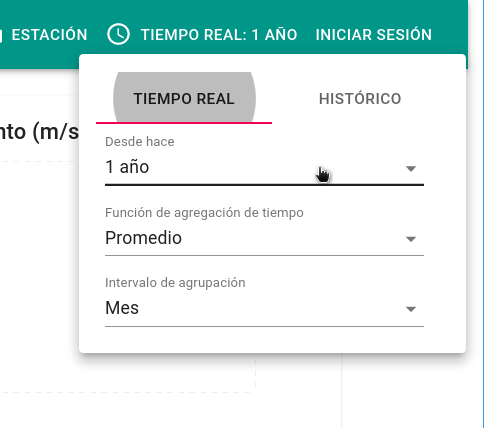 ESTACIÓN TIEMPO REAL: 1 AÑO INICIAR SESIÓN
TIEMPO REAL HISTÓRICO
nto (m/s
Desde hace
1 año
Función de agregación de tiempo
Promedio
Intervalo de agrupación
Mes